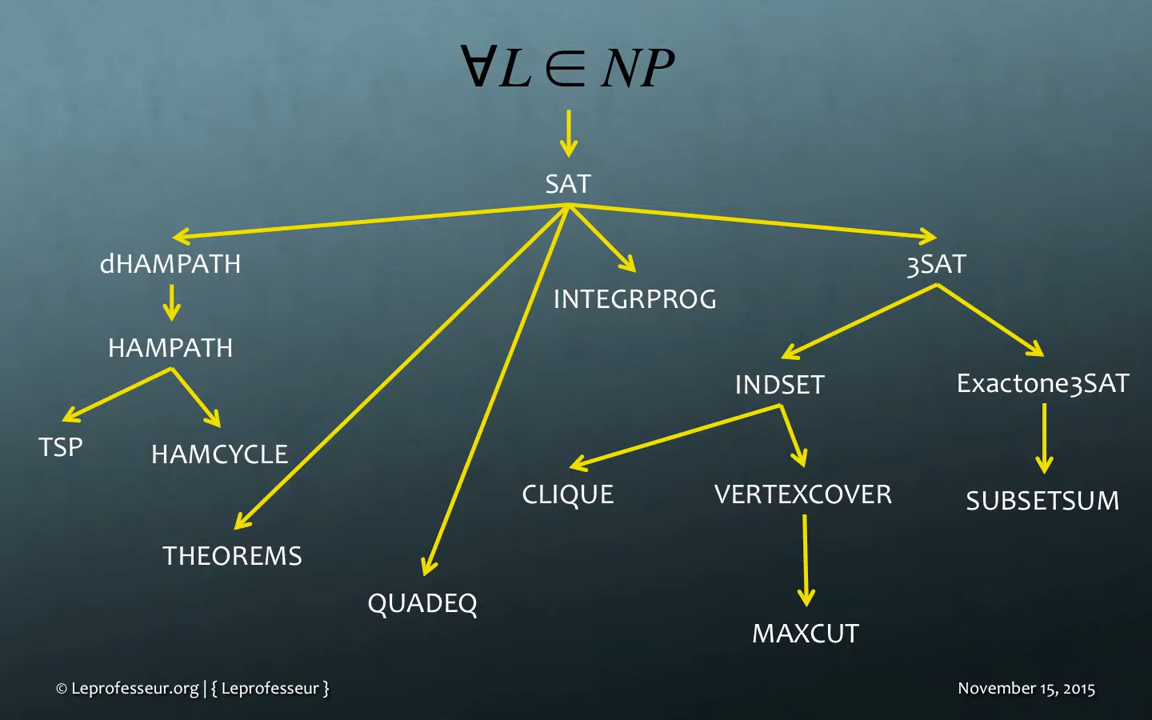 ∀L ∈ NP
SAT
dHAMPATH
3SAT
INTEGRPROG
HAMPATH
INDSET
Exactone3SAT
TSP
HAMCYCLE
CLIQUE
VERTEXCOVER
SUBSETSUM
THEOREMS
QUADEQ
MAXCUT
© Leprofesseur.org | { Leprofesseur }
November 15, 2015